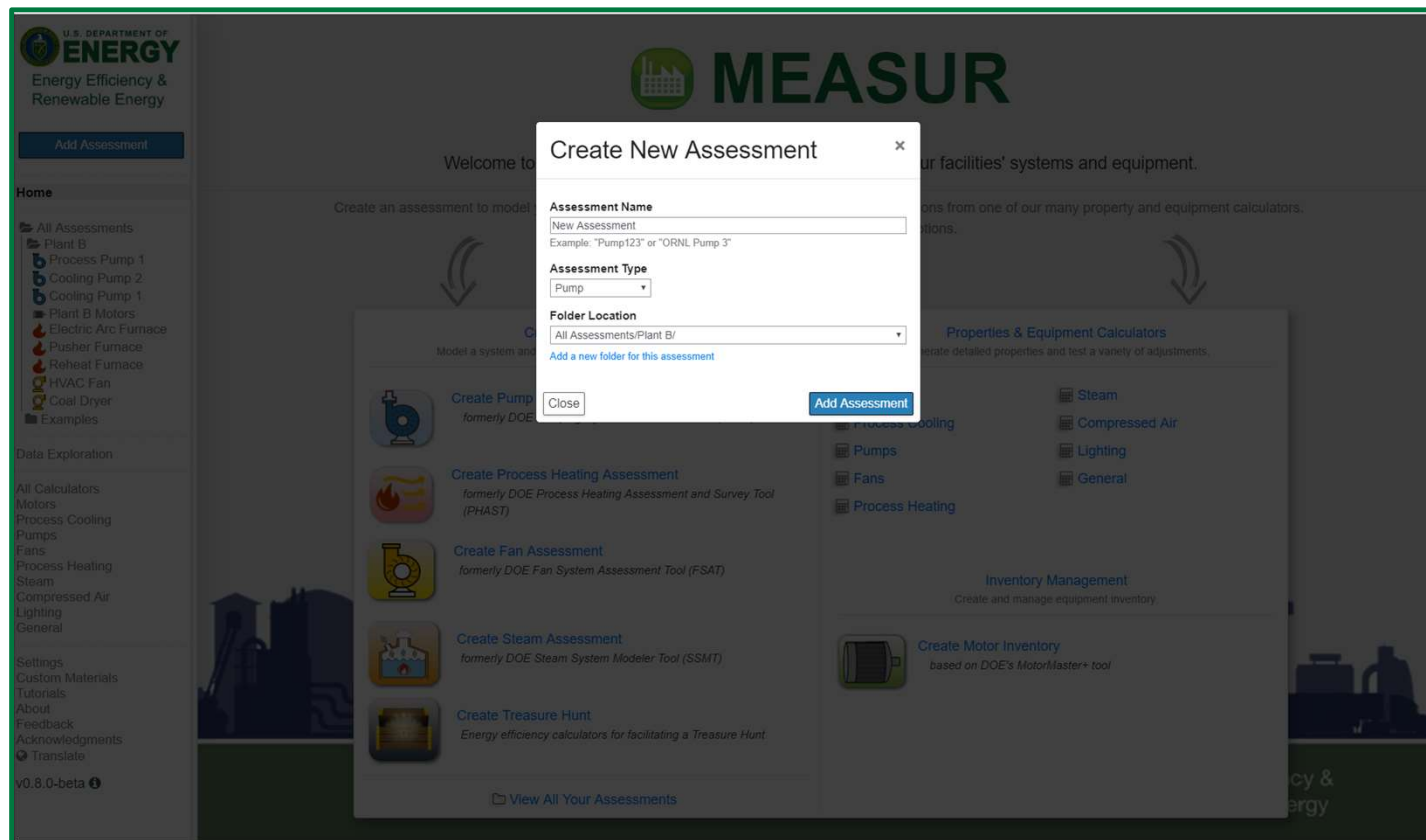 U.S. DEPARTMENT OF
ENERGY
Energy Efficiency &
Renewable Energy
Add Assessment
Home
All Assessments
Plant B
Process Pump 1
Cooling Pump 2
Cooling Pump 1
Plant B Motors
Electric Arc Furnace
Pusher Furnace
Reheat Furnace
HVAC Fan
Coal Dryer
Examples
Data Exploration
All Calculators
Motors
Process Cooling
Pumps
Fans
Process Heating
Steam
Compressed Air
Lighting
General
Settings
Custom Materials
Tutorials
About
Feedback
Acknowledgments
Translate
v0.8.0-beta
MEASUR
Welcome to
ur facilities' systems and equipment.
Create an assessment to model
ons from one of our many property and equipment calculators.
Create New Assessment ×
Assessment Name
New Assessment
Example: "Pump123" or "ORNL Pump 3"
Assessment Type
Pump
Folder Location
All Assessments/Plant B/
Add a new folder for this assessment
Close
Add Assessment
Model a system and
Create Pump
formerly DOE
Create Process Heating Assessment
formerly DOE Process Heating Assessment and Survey Tool
(PHAST)
Create Fan Assessment
formerly DOE Fan System Assessment Tool (FSAT)
Create Steam Assessment
formerly DOE Steam System Modeler Tool (SSMT)
Create Treasure Hunt
Energy efficiency calculators for facilitating a Treasure Hunt
View All Your Assessments
Properties & Equipment Calculators
erate detailed properties and test a variety of adjustments.
Process Cooling
Pumps
Fans
Process Heating
Steam
Compressed Air
Lighting
General
Inventory Management
Create and manage equipment inventory
Create Motor Inventory
based on DOE's MotorMaster+ tool
cy &
ergy